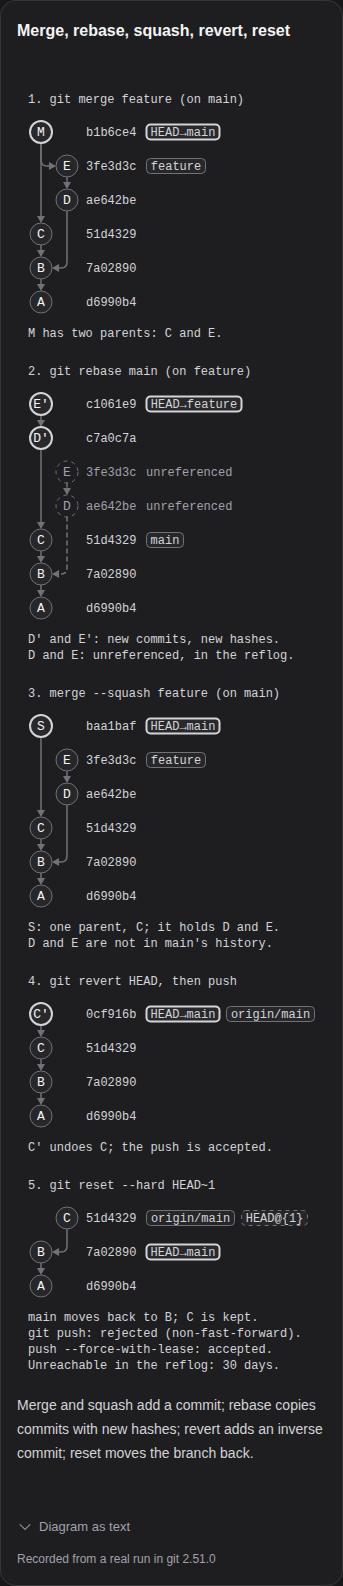 Merge, rebase, squash, revert, reset
1. git merge feature (on main)
M b1b6ce4 HEAD→main
E 3fe3d3c feature
D ae642be
C 51d4329
B 7a02890
A d6990b4
M has two parents: C and E.
2. git rebase main (on feature)
E' c1061e9 HEAD→feature
D' c7a0c7a
E 3fe3d3c unreferenced
D ae642be unreferenced
C 51d4329 main
B 7a02890
A d6990b4
D' and E': new commits, new hashes.
D and E: unreferenced, in the reflog.
3. merge --squash feature (on main)
S baa1baf HEAD→main
E 3fe3d3c feature
D ae642be
C 51d4329
B 7a02890
A d6990b4
S: one parent, C; it holds D and E.
D and E are not in main's history.
4. git revert HEAD, then push
C' 0cf916b HEAD→main origin/main
C 51d4329
B 7a02890
A d6990b4
C' undoes C; the push is accepted.
5. git reset --hard HEAD~1
C 51d4329 origin/main HEAD@{1}
B 7a02890 HEAD→main
A d6990b4
main moves back to B; C is kept.
git push: rejected (non-fast-forward).
push --force-with-lease: accepted.
Unreachable in the reflog: 30 days.
Merge and squash add a commit; rebase copies
commits with new hashes; revert adds an inverse
commit; reset moves the branch back.
Diagram as text
Recorded from a real run in git 2.51.0